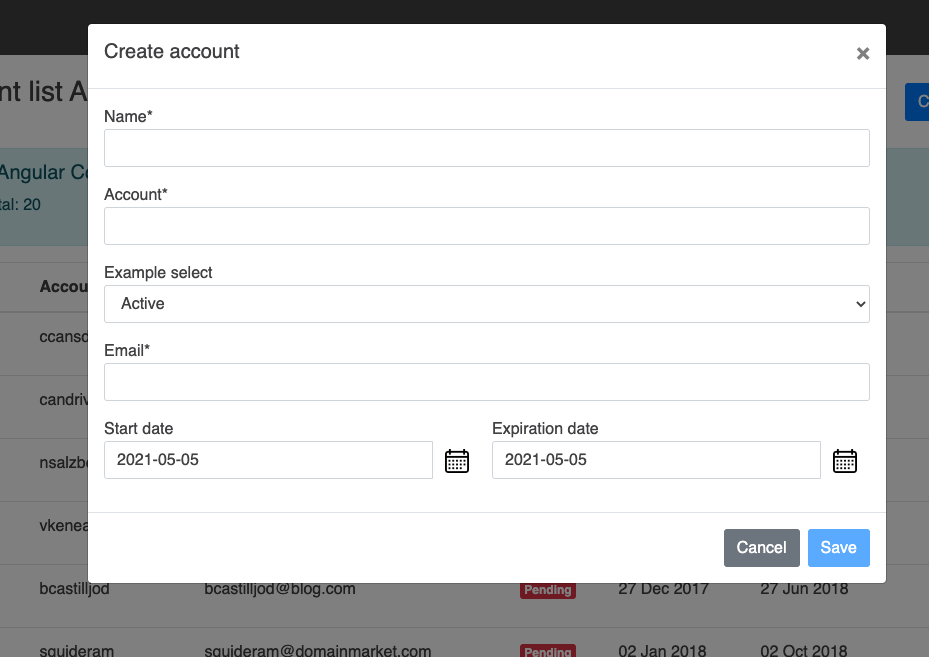 Create account ×
nt list A
C
Name*
Angular Co
tal: 20
Account*
Example select
Accou
Active
ccansd
Email*
candriv
Start date Expiration date
nsalzbe
2021-05-05 2021-05-05
vkenea
Cancel Save
bcastilljod bcastilljod@blog.com Pending 27 Dec 2017 27 Jun 2018
squideram squideram@domainmarket.com Pending 02 Jan 2018 02 Oct 2018